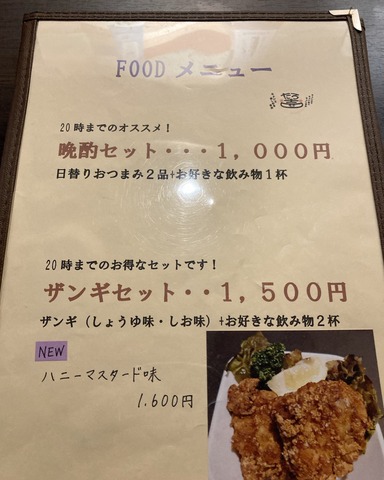 FOOD メニュー
20時までのオススメ！
晩酌セット・・・１，０００円
日替りおつまみ２品+お好きな飲み物１杯
20時までのお得なセットです！
ザンギセット・・１，５００円
ザンギ（しょうゆ味・しお味）+お好きな飲み物２杯
NEW
ハニーマスタード味
1.600円